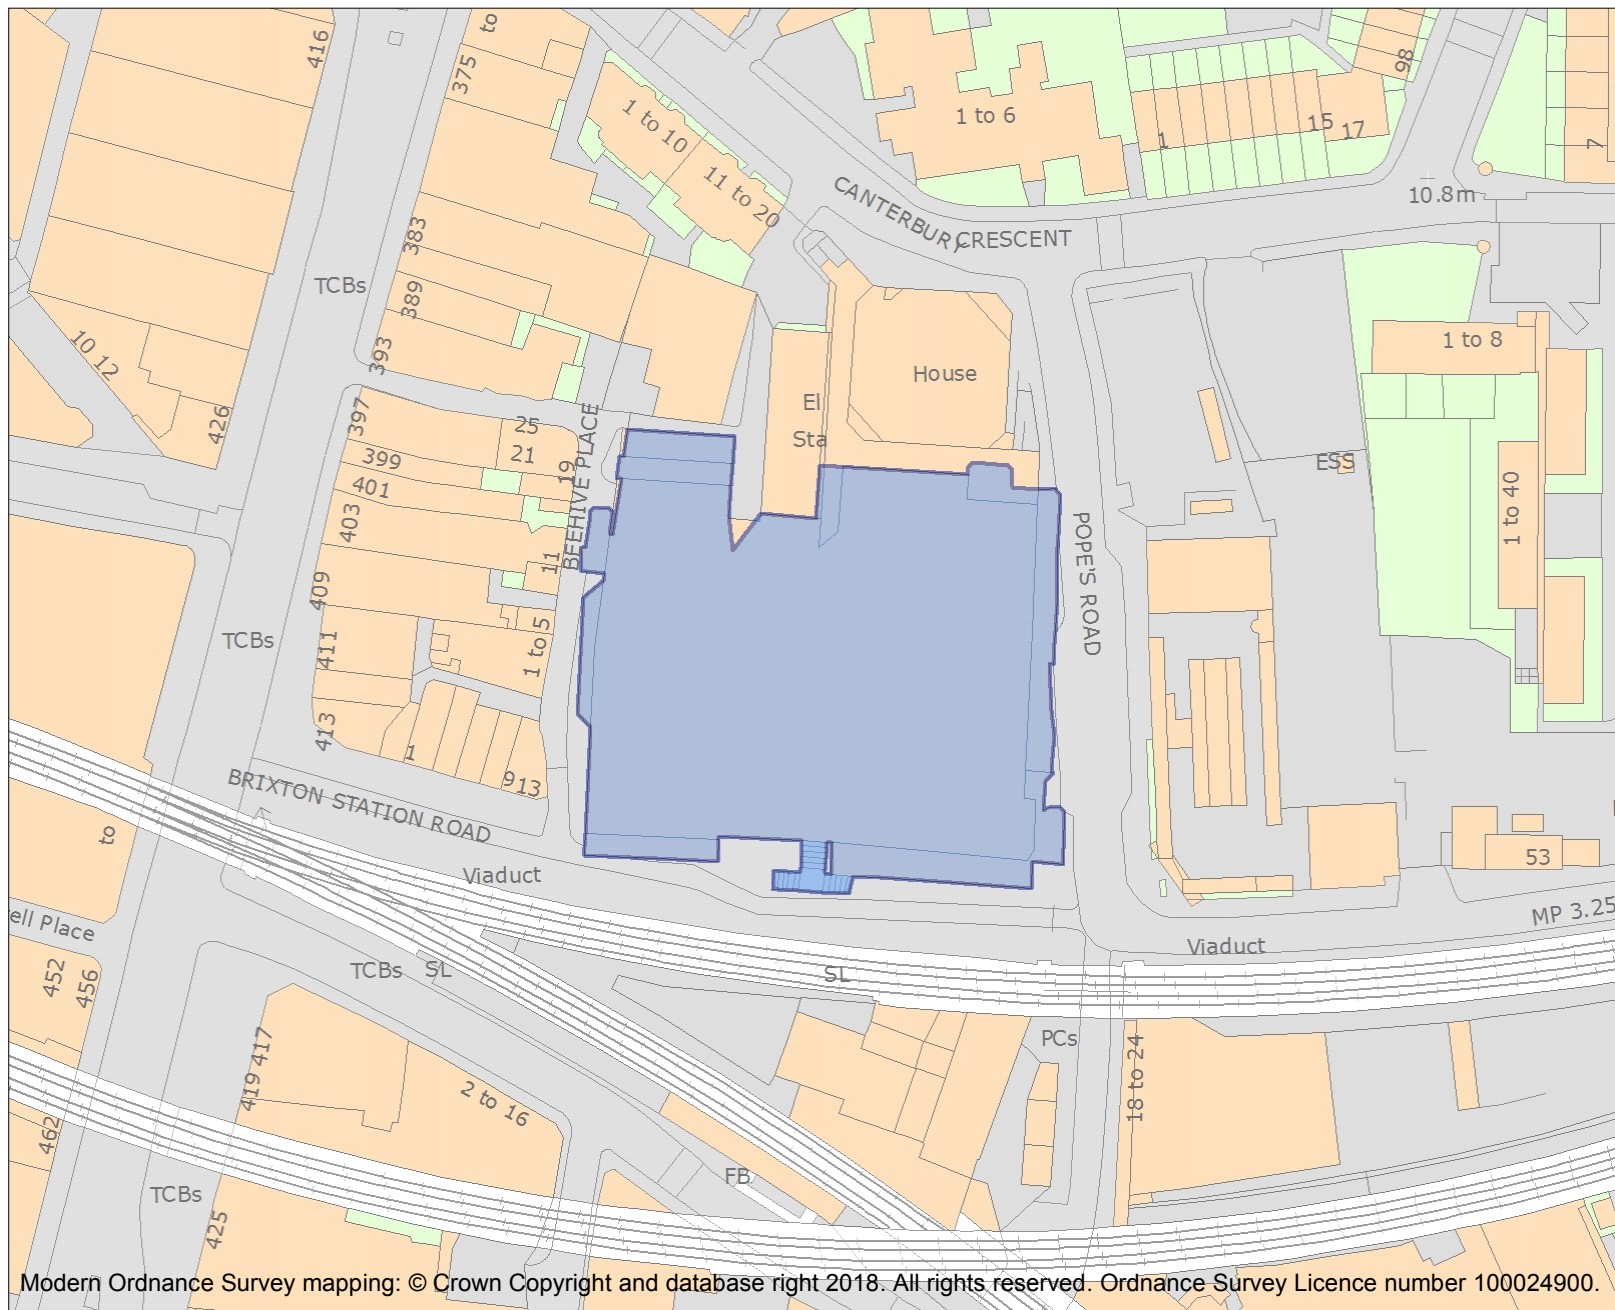 416
to
375
98
1 to 10
1 to 6
1
15
17
7
11 to 20
CANTERBURY
CRESCENT
10.8m
383
TCBs
389
10 12
393
1 to 8
House
El
Sta
426
397
25
21
399
19
401
403
BEEHIVE PLACE
ESS
1 to 40
11
POPE'S ROAD
409
TCBs
411
1 to 5
413
1
913
BRIXTON STATION ROAD
to
Viaduct
53
ell Place
MP 3.25
Viaduct
452
456
TCBs
SL
SL
PCs
417
419
2 to 16
18 to 24
462
FB
TCBs
425
Modern Ordnance Survey mapping: © Crown Copyright and database right 2018. All rights reserved. Ordnance Survey Licence number 100024900.